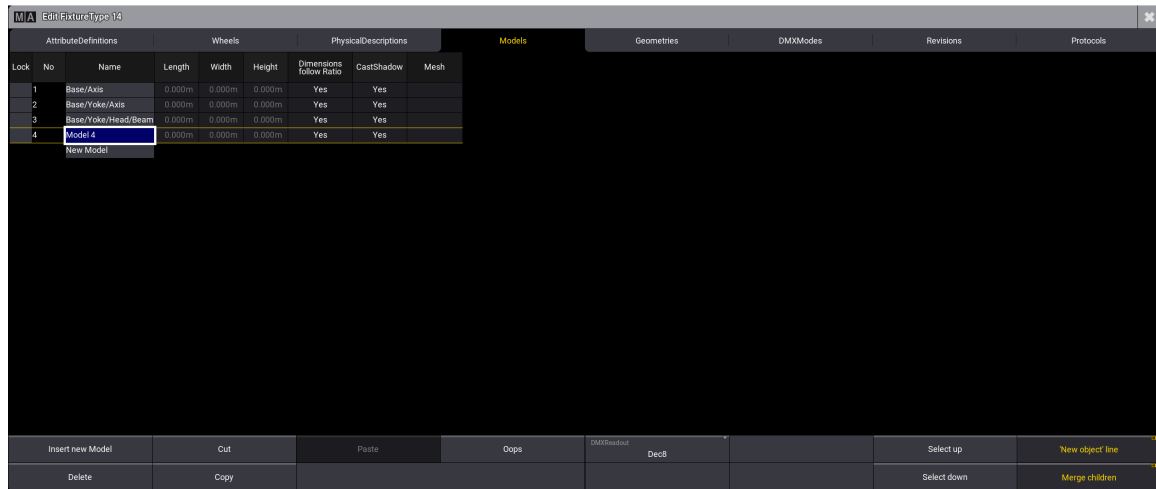 MA Edit FixtureType 14
AttributeDefinitions Wheels PhysicalDescriptions Models Geometries DMXModes Revisions Protocols
Lock No Name Length Width Height Dimensions follow Ratio CastShadow Mesh
1 Base/Axis 0.000m 0.000m 0.000m Yes Yes
2 Base/Yoke/Axis 0.000m 0.000m 0.000m Yes Yes
3 Base/Yoke/Head/Beam 0.000m 0.000m 0.000m Yes Yes
4 Model 4 0.000m 0.000m 0.000m Yes Yes
New Model
Insert new Model Cut Paste Oops DMXReadout Dec8 Select up 'New object' line
Delete Copy Select down Merge children